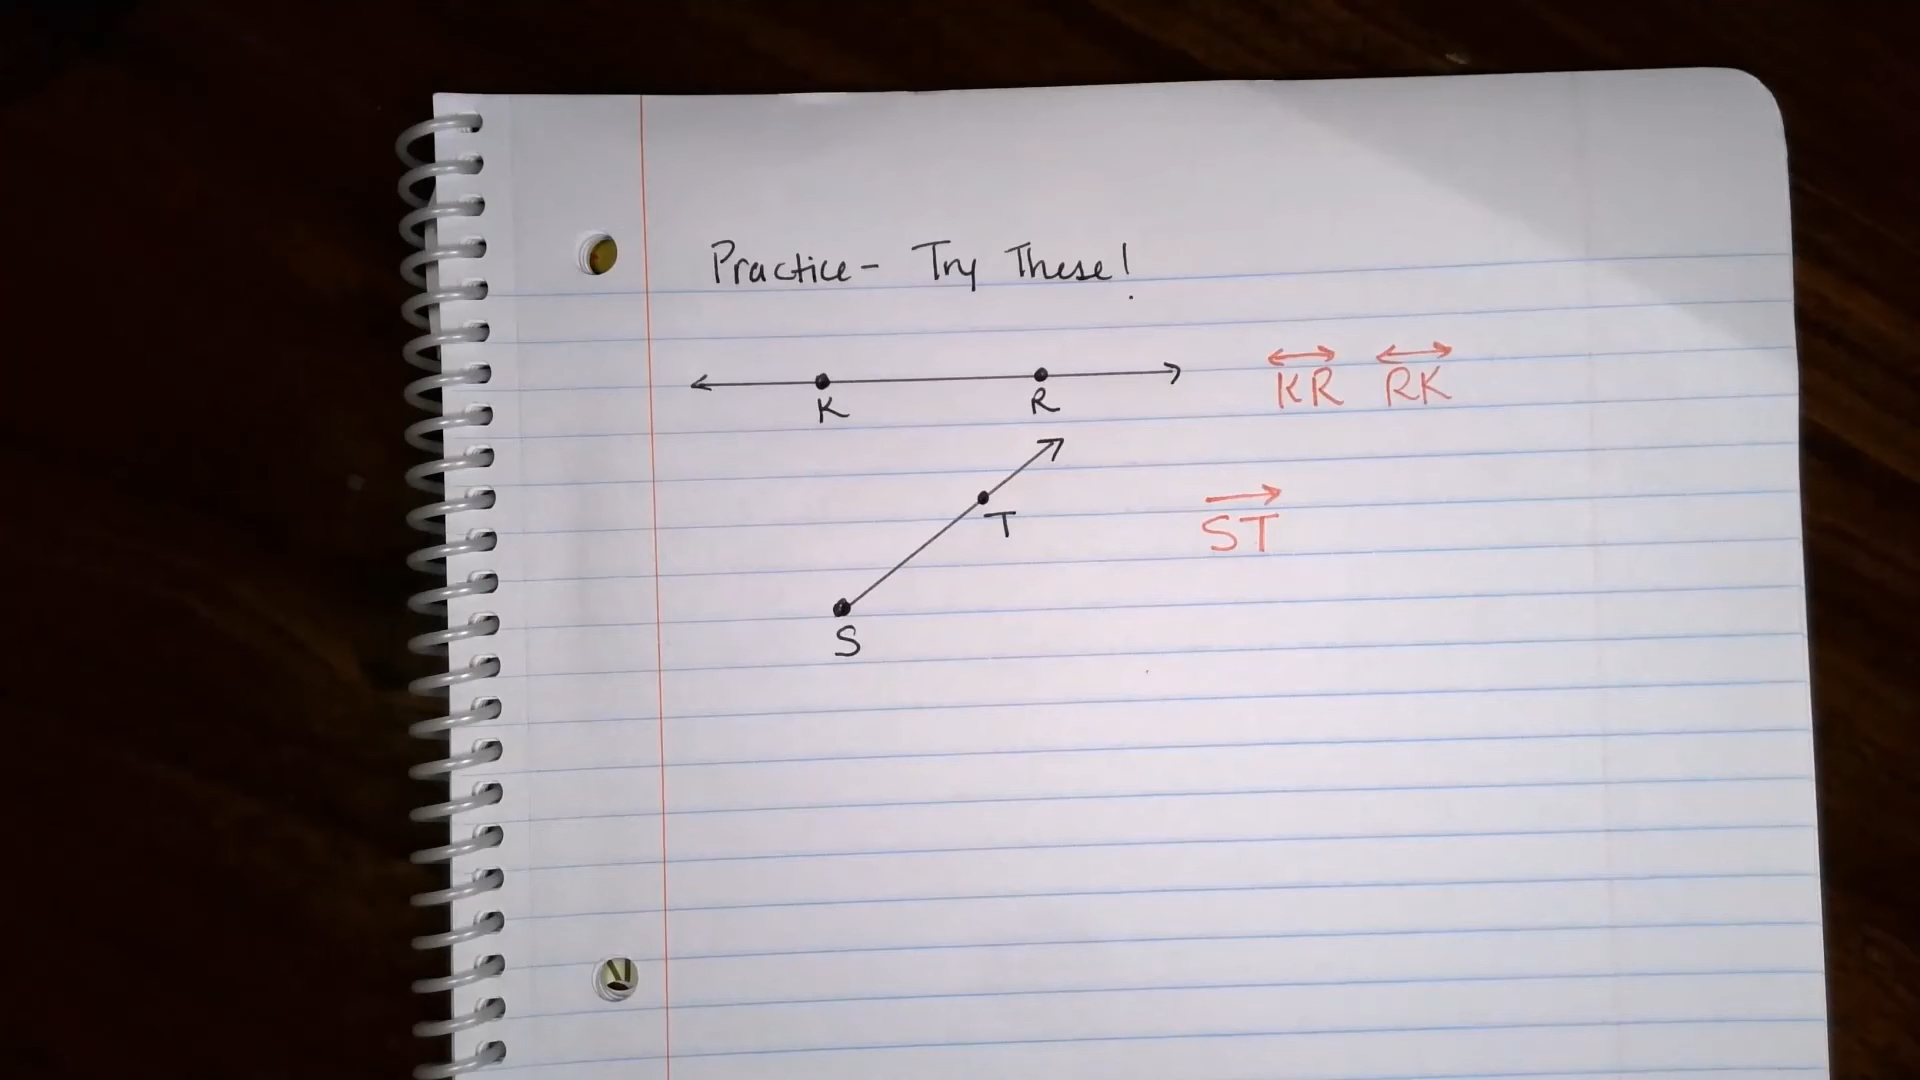 Practice- Try These!
K R
KR RK
T
ST
S